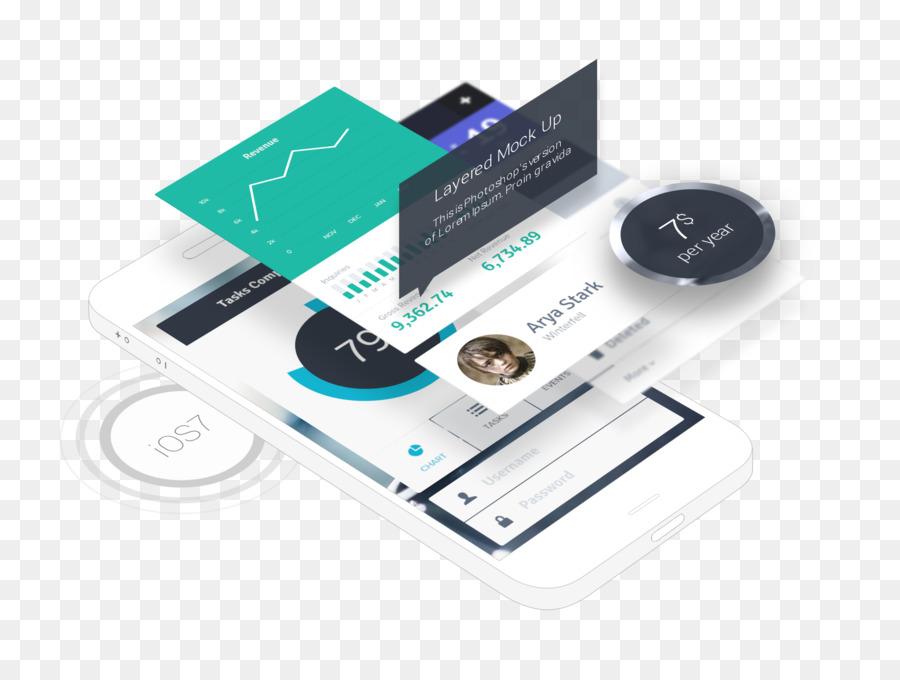 Layered Mock Up
This is Photoshop's version
of Lorem Ipsum. Proin gravida
Revenue
10k
8k
6k
4k
2k
0
NOV
DEC
JAN
7$
per year
Inquiries
Net Revenue
6,734.89
Gross
9,362.74
Tasks
79
Arya Stark
Winterfell
Deleted
More
EVENTS
TASKS
CHART
Username
Password
iOS7